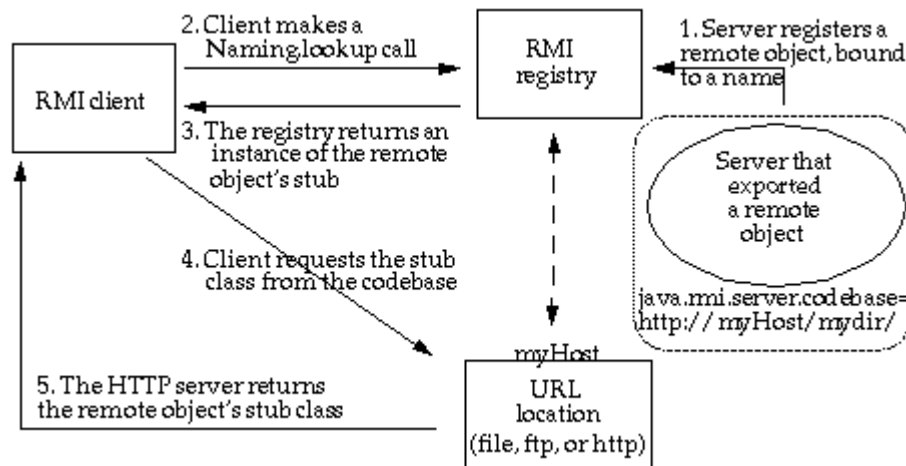 2. Client makes a
Naming.lookup call
RMI client
RMI
registry
1. Server registers a
remote object, bound
to a name
3. The registry returns an
instance of the remote
object's stub
Server that
exported
a remote
object
4. Client requests the stub
class from the codebase
java.rmi.server.codebase=
http://myHost/mydir/
myHost
5. The HTTP server returns
the remote object's stub class
URL
location
(file, ftp, or http)